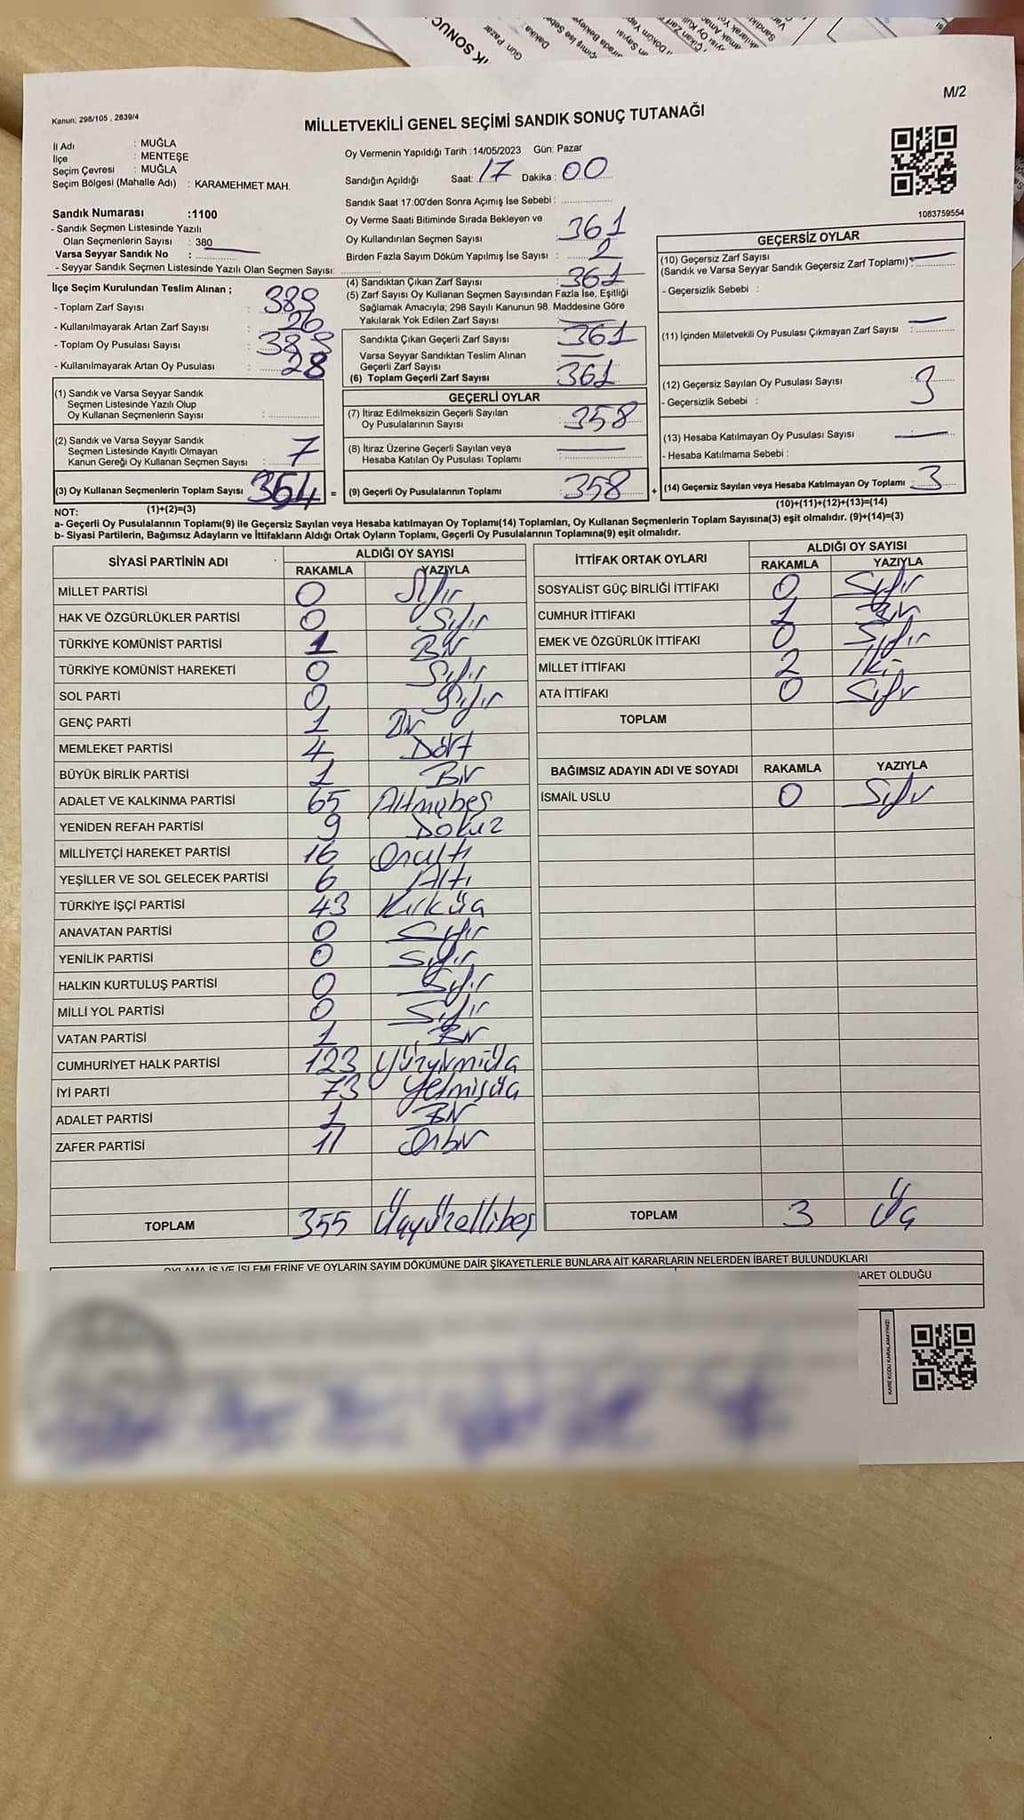 M/2
Kanun; 298/105 , 2839/4
MİLLETVEKİLİ GENEL SEÇİMİ SANDIK SONUÇ TUTANAĞI
İl Adı : MUĞLA
İlçe : MENTEŞE
Seçim Çevresi : MUĞLA
Seçim Bölgesi (Mahalle Adı) : KARAMEHMET MAH.
Sandık Numarası :1100
- Sandık Seçmen Listesinde Yazılı
Olan Seçmenlerin Sayısı : 380
Varsa Seyyar Sandık No :
- Seyyar Sandık Seçmen Listesinde Yazılı Olan Seçmen Sayısı:
Oy Vermenin Yapıldığı Tarih :14/05/2023 Gün: Pazar
Sandığın Açıldığı Saat: 17 Dakika : 00
Sandık Saat 17:00'den Sonra Açımış İse Sebebi :
Oy Verme Saati Bitiminde Sırada Bekleyen ve
Oy Kullandırılan Seçmen Sayısı : 361
Birden Fazla Sayım Döküm Yapılmış İse Sayısı : 2
1083759554
İlçe Seçim Kurulundan Teslim Alınan ;
- Toplam Zarf Sayısı :
- Kullanılmayarak Artan Zarf Sayısı :
- Toplam Oy Pusulası Sayısı :
- Kullanılmayarak Artan Oy Pusulası : 28
(4) Sandıktan Çıkan Zarf Sayısı : 361
(5) Zarf Sayısı Oy Kullanan Seçmen Sayısından Fazla İse, Eşitliği
Sağlamak Amacıyla; 298 Sayılı Kanunun 98. Maddesine Göre
Yakılarak Yok Edilen Zarf Sayısı
Sandıkta Çıkan Geçerli Zarf Sayısı : 361
Varsa Seyyar Sandıktan Teslim Alınan
Geçerli Zarf Sayısı :
(6) Toplam Geçerli Zarf Sayısı : 361
GEÇERSİZ OYLAR
(10) Geçersiz Zarf Sayısı
(Sandık ve Varsa Seyyar Sandık Geçersiz Zarf Toplamı)
- Geçersizlik Sebebi :
(11) İçinden Milletvekili Oy Pusulası Çıkmayan Zarf Sayısı
(12) Geçersiz Sayılan Oy Pusulası Sayısı : 3
- Geçersizlik Sebebi :
(13) Hesaba Katılmayan Oy Pusulası Sayısı
- Hesaba Katılmama Sebebi :
(14) Geçersiz Sayılan veya Hesaba Katılmayan Oy Toplamı : 3
(10)+(11)+(12)+(13)=(14)
(1) Sandık ve Varsa Seyyar Sandık
Seçmen Listesinde Yazılı Olup
Oy Kullanan Seçmenlerin Sayısı :
(2) Sandık ve Varsa Seyyar Sandık
Seçmen Listesinde Kayıtlı Olmayan
Kanun Gereği Oy Kullanan Seçmen Sayısı : 7
(3) Oy Kullanan Seçmenlerin Toplam Sayısı 354 =
(1)+(2)=(3)
GEÇERLİ OYLAR
(7) İtiraz Edilmeksizin Geçerli Sayılan
Oy Pusulalarının Sayısı : 358
(8) İtiraz Üzerine Geçerli Sayılan veya
Hesaba Katılan Oy Pusulası Toplamı :
(9) Geçerli Oy Pusulalarının Toplamı : 358 +
NOT:
a- Geçerli Oy Pusulalarının Toplamı(9) ile Geçersiz Sayılan veya Hesaba katılmayan Oy Toplamı(14) Toplamları, Oy Kullanan Seçmenlerin Toplam Sayısına(3) eşit olmalıdır. (9)+(14)=(3)
b- Siyasi Partilerin, Bağımsız Adayların ve İttifakların Aldığı Ortak Oyların Toplamı, Geçerli Oy Pusulalarının Toplamına(9) eşit olmalıdır.
SİYASİ PARTİNİN ADI ALDIĞI OY SAYISI
RAKAMLA YAZIYLA
MİLLET PARTİSİ 0 Sıfır
HAK VE ÖZGÜRLÜKLER PARTİSİ 0 Sıfır
TÜRKİYE KOMÜNİST PARTİSİ 1 Bir
TÜRKİYE KOMÜNİST HAREKETİ 0 Sıfır
SOL PARTİ 0 Sıfır
GENÇ PARTİ 1 Bir
MEMLEKET PARTİSİ 4 Dört
BÜYÜK BİRLİK PARTİSİ 1 Bir
ADALET VE KALKINMA PARTİSİ 65 Altmışbeş
YENİDEN REFAH PARTİSİ 9 Dokuz
MİLLİYETÇİ HAREKET PARTİSİ 16 Onaltı
YEŞİLLER VE SOL GELECEK PARTİSİ 6 Altı
TÜRKİYE İŞÇİ PARTİSİ 43 Kırküç
ANAVATAN PARTİSİ 0 Sıfır
YENİLİK PARTİSİ 0 Sıfır
HALKIN KURTULUŞ PARTİSİ 0 Sıfır
MİLLİ YOL PARTİSİ 0 Sıfır
VATAN PARTİSİ 1 Bir
CUMHURİYET HALK PARTİSİ 123 Yüzyirmiüç
İYİ PARTİ 73 Yetmişüç
ADALET PARTİSİ 1 Bir
ZAFER PARTİSİ 11 Onbir
TOPLAM 355 Üçyüzellibeş
İTTİFAK ORTAK OYLARI ALDIĞI OY SAYISI
RAKAMLA YAZIYLA
SOSYALİST GÜÇ BİRLİĞİ İTTİFAKI 0 Sıfır
CUMHUR İTTİFAKI 1 Bir
EMEK VE ÖZGÜRLÜK İTTİFAKI 0 Sıfır
MİLLET İTTİFAKI 2 İki
ATA İTTİFAKI 0 Sıfır
TOPLAM
BAĞIMSIZ ADAYIN ADI VE SOYADI RAKAMLA YAZIYLA
İSMAİL USLU 0 Sıfır
TOPLAM 3 Üç
OYLAMA İŞ VE İŞLEMLERİNE VE OYLARIN SAYIM DÖKÜMÜNE DAİR ŞİKAYETLERLE BUNLARA AİT KARARLARIN NELERDEN İBARET BULUNDUKLARI
BARET OLDUĞU
KARE KODU KARALAMAYINIZ!